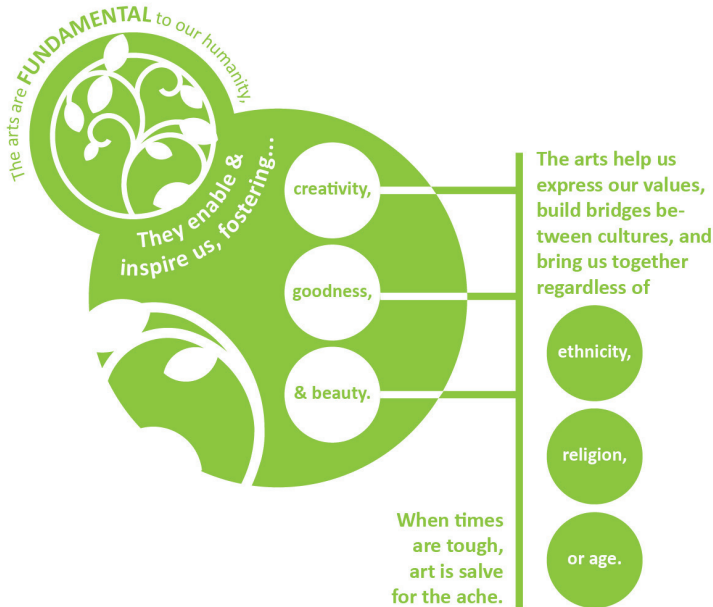 The arts are FUNDAMENTAL to our humanity,
They enable &
inspire us, fostering...
creativity,
goodness,
& beauty.
The arts help us
express our values,
build bridges be-
tween cultures, and
bring us together
regardless of
ethnicity,
religion,
or age.
When times
are tough,
art is salve
for the ache.